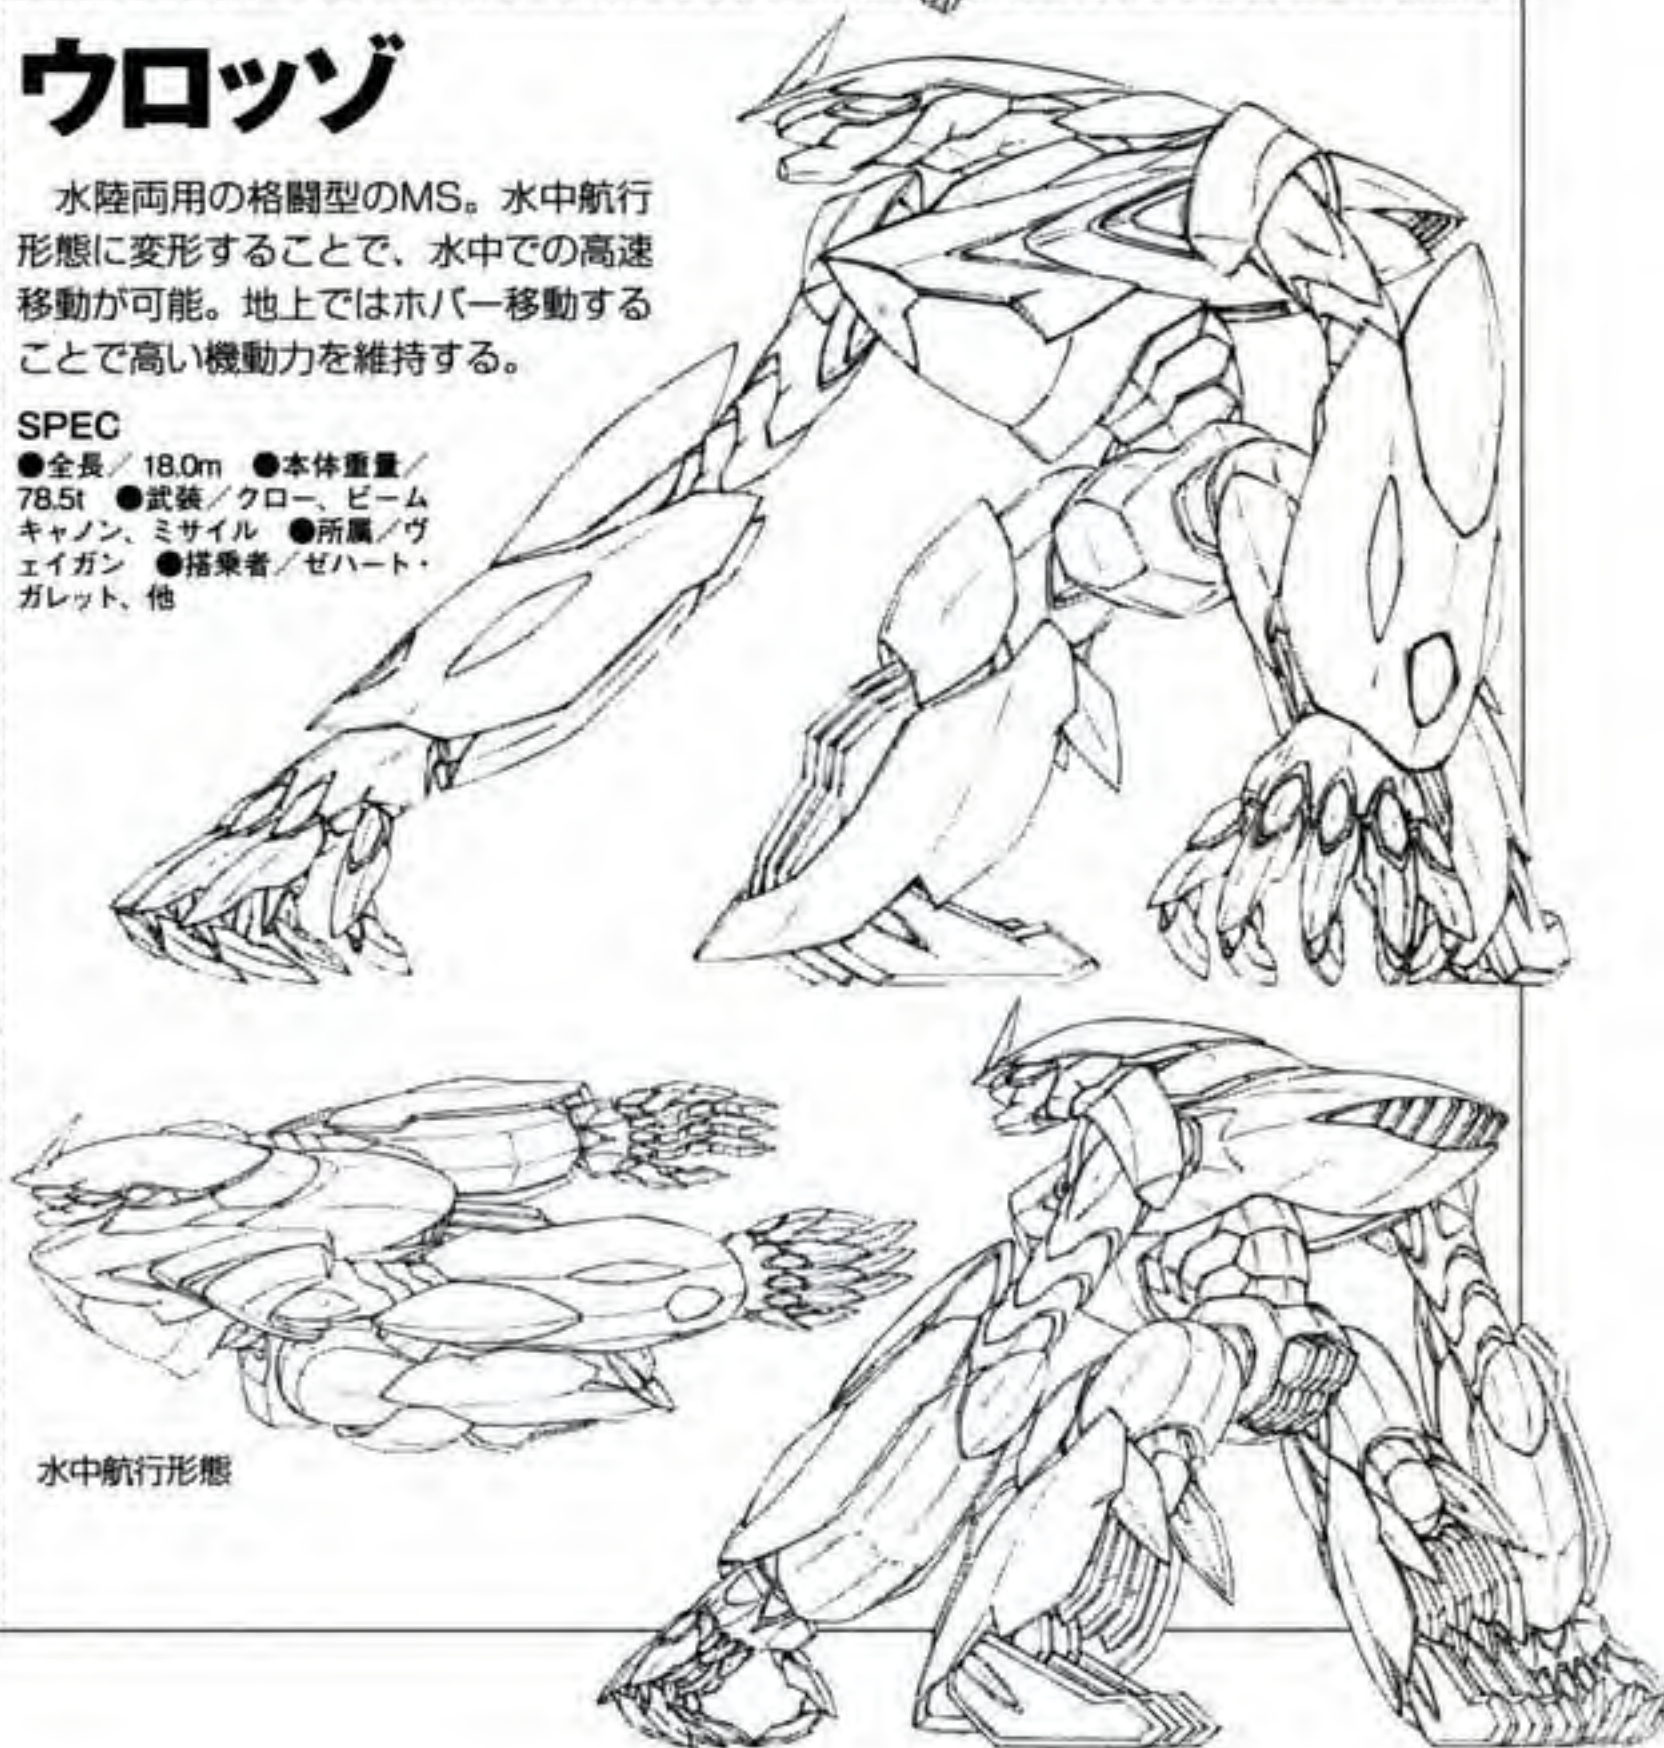 ウロッゾ
水陸両用の格闘型のMS。水中航行
形態に変形することで、水中での高速
移動が可能。地上ではホバー移動する
ことで高い機動力を維持する。
SPEC
●全長／18.0m ●本体重量／
78.5t ●武装／クロー、ビーム
キャノン、ミサイル ●所属／ヴ
ェイガン ●搭乗者／ゼハート・
ガレット、他
水中航行形態